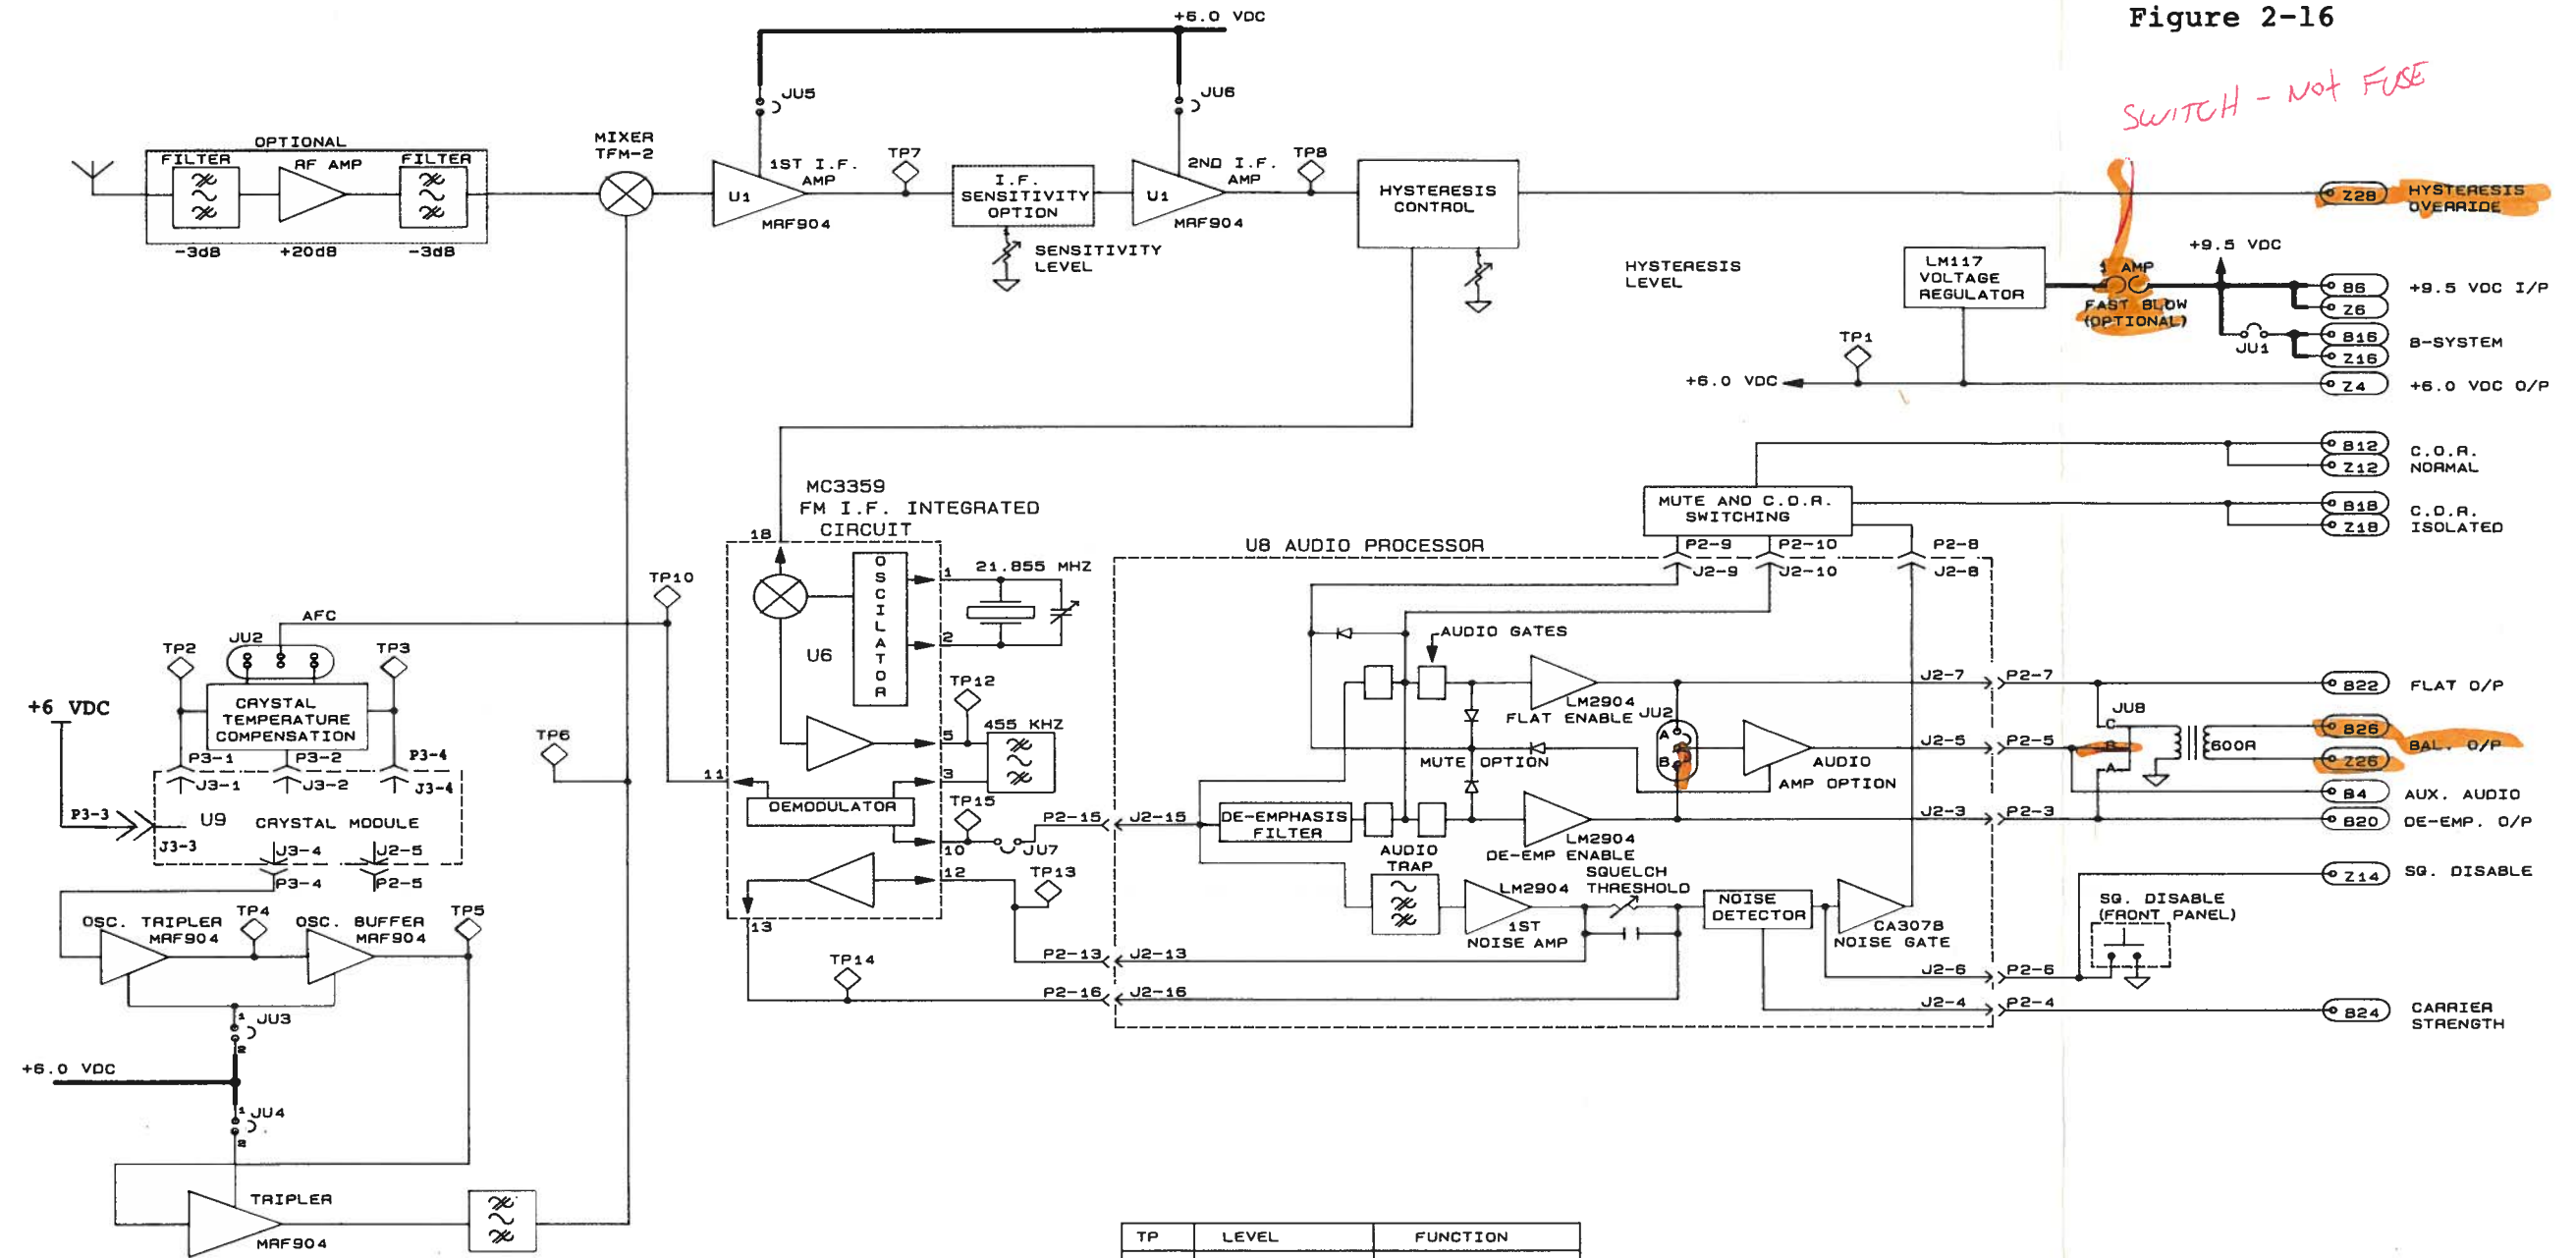 Figure 2-16
SWITCH - Not FUSE
+6.0 VDC
JU5
JU6
OPTIONAL
FILTER
RF AMP
FILTER
-3dB
+20dB
-3dB
MIXER
TFM-2
1ST I.F.
AMP
U1
MRF904
TP7
I.F.
SENSITIVITY
OPTION
SENSITIVITY
LEVEL
2ND I.F.
AMP
U1
MRF904
TP8
HYSTERESIS
CONTROL
HYSTERESIS
LEVEL
Z28
HYSTERESIS
OVERRIDE
LM117
VOLTAGE
REGULATOR
1 AMP
FAST BLOW
(OPTIONAL)
+9.5 VDC
B6
Z6
+9.5 VDC I/P
JU1
B16
Z16
B-SYSTEM
TP1
+6.0 VDC
Z4
+6.0 VDC O/P
B12
Z12
C.O.R.
NORMAL
MUTE AND C.O.R.
SWITCHING
B18
Z18
C.O.R.
ISOLATED
MC3359
FM I.F. INTEGRATED
CIRCUIT
18
OSCILATOR
U6
1
21.855 MHZ
2
TP12
5
455 KHZ
3
11
DEMODULATOR
TP15
10
JU7
12
TP13
13
TP14
TP10
AFC
JU2
TP2
TP3
CRYSTAL
TEMPERATURE
COMPENSATION
+6 VDC
P3-1
P3-2
P3-4
J3-1
J3-2
J3-4
P3-3
J3-3
U9
CRYSTAL MODULE
J3-4
J2-5
P3-4
P2-5
TP6
OSC. TRIPLER
MRF904
TP4
OSC. BUFFER
MRF904
TP5
1
JU3
2
+6.0 VDC
1
JU4
2
TRIPLER
MRF904
U8 AUDIO PROCESSOR
P2-9
P2-10
P2-8
J2-9
J2-10
J2-8
AUDIO GATES
LM2904
FLAT ENABLE
JU2
A
B
MUTE OPTION
AUDIO
AMP OPTION
P2-15
J2-15
DE-EMPHASIS
FILTER
LM2904
DE-EMP ENABLE
AUDIO
TRAP
LM2904
1ST
NOISE AMP
SQUELCH
THRESHOLD
NOISE
DETECTOR
CA3078
NOISE GATE
P2-13
J2-13
P2-16
J2-16
J2-7
P2-7
J2-5
P2-5
J2-3
P2-3
J2-6
P2-6
J2-4
P2-4
JU8
C
B
A
600R
B22
FLAT O/P
B26
Z26
BAL. O/P
B4
AUX. AUDIO
B20
DE-EMP. O/P
Z14
SQ. DISABLE
SQ. DISABLE
(FRONT PANEL)
B24
CARRIER
STRENGTH
TP
LEVEL
FUNCTION